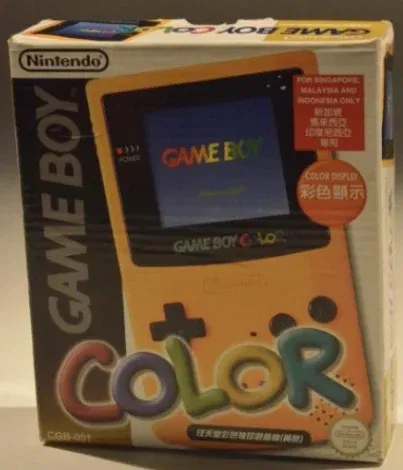 GAME BOY COLOR
Nintendo®
GAME BOY
FOR SINGAPORE,
MALAYSIA AND
INDONESIA ONLY
新加坡
馬來西亞
印度尼西亞
專用
POWER
GAME BOY
Nintendo
COLOR DISPLAY
彩色顯示
GAME BOY COLOR
Nintendo
COLOR
CGB-001